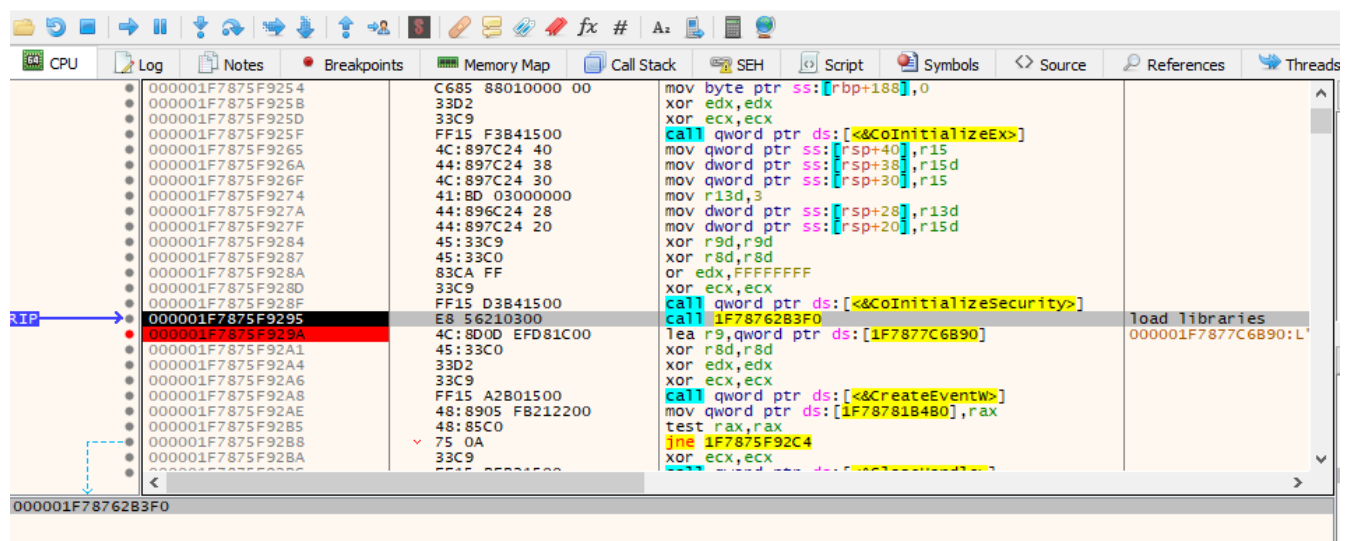 fx # A₂
64 CPU Log Notes Breakpoints Memory Map Call Stack SEH Script Symbols Source References Threads
000001F7875F9254 C685 88010000 00 mov byte ptr ss:[rbp+188],0
000001F7875F925B 33D2 xor edx,edx
000001F7875F925D 33C9 xor ecx,ecx
000001F7875F925F FF15 F3B41500 call qword ptr ds:[<&CoInitializeEx>]
000001F7875F9265 4C:897C24 40 mov qword ptr ss:[rsp+40],r15
000001F7875F926A 44:897C24 38 mov dword ptr ss:[rsp+38],r15d
000001F7875F926F 4C:897C24 30 mov qword ptr ss:[rsp+30],r15
000001F7875F9274 41:BD 03000000 mov r13d,3
000001F7875F927A 44:896C24 28 mov dword ptr ss:[rsp+28],r13d
000001F7875F927F 44:897C24 20 mov dword ptr ss:[rsp+20],r15d
000001F7875F9284 45:33C9 xor r9d,r9d
000001F7875F9287 45:33C0 xor r8d,r8d
000001F7875F928A 83CA FF or edx,FFFFFFFF
000001F7875F928D 33C9 xor ecx,ecx
000001F7875F928F FF15 D3B41500 call qword ptr ds:[<&CoInitializeSecurity>]
RIP 000001F7875F9295 E8 56210300 call 1F78762B3F0 load libraries
000001F7875F929A 4C:8D0D EFD81C00 lea r9,qword ptr ds:[1F7877C6B90] 000001F7877C6B90:L"
000001F7875F92A1 45:33C0 xor r8d,r8d
000001F7875F92A4 33D2 xor edx,edx
000001F7875F92A6 33C9 xor ecx,ecx
000001F7875F92A8 FF15 A2B01500 call qword ptr ds:[<&CreateEventW>]
000001F7875F92AE 48:8905 FB212200 mov qword ptr ds:[1F78781B4B0],rax
000001F7875F92B5 48:85C0 test rax,rax
000001F7875F92B8 75 0A jne 1F7875F92C4
000001F7875F92BA 33C9 xor ecx,ecx
000001F78762B3F0